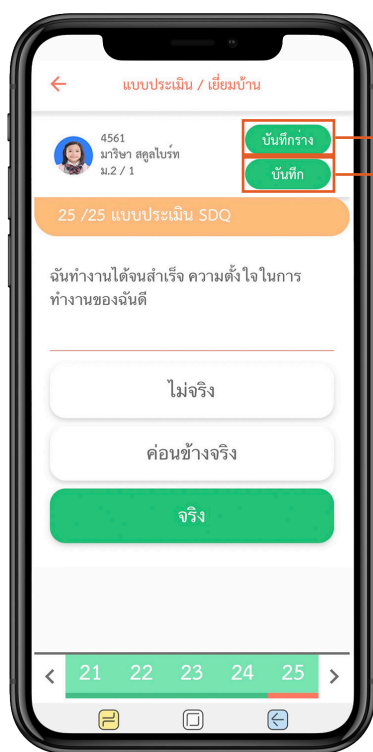 แบบประเมิน / เยี่ยมบ้าน
4561
มาริษา สคูลไบร์ท
ม.2 / 1
บันทึกร่าง
บันทึก
25 /25 แบบประเมิน SDQ
ฉันทำงานได้จนสำเร็จ ความตั้งใจในการ
ทำงานของฉันดี
ไม่จริง
ค่อนข้างจริง
จริง
21 22 23 24 25